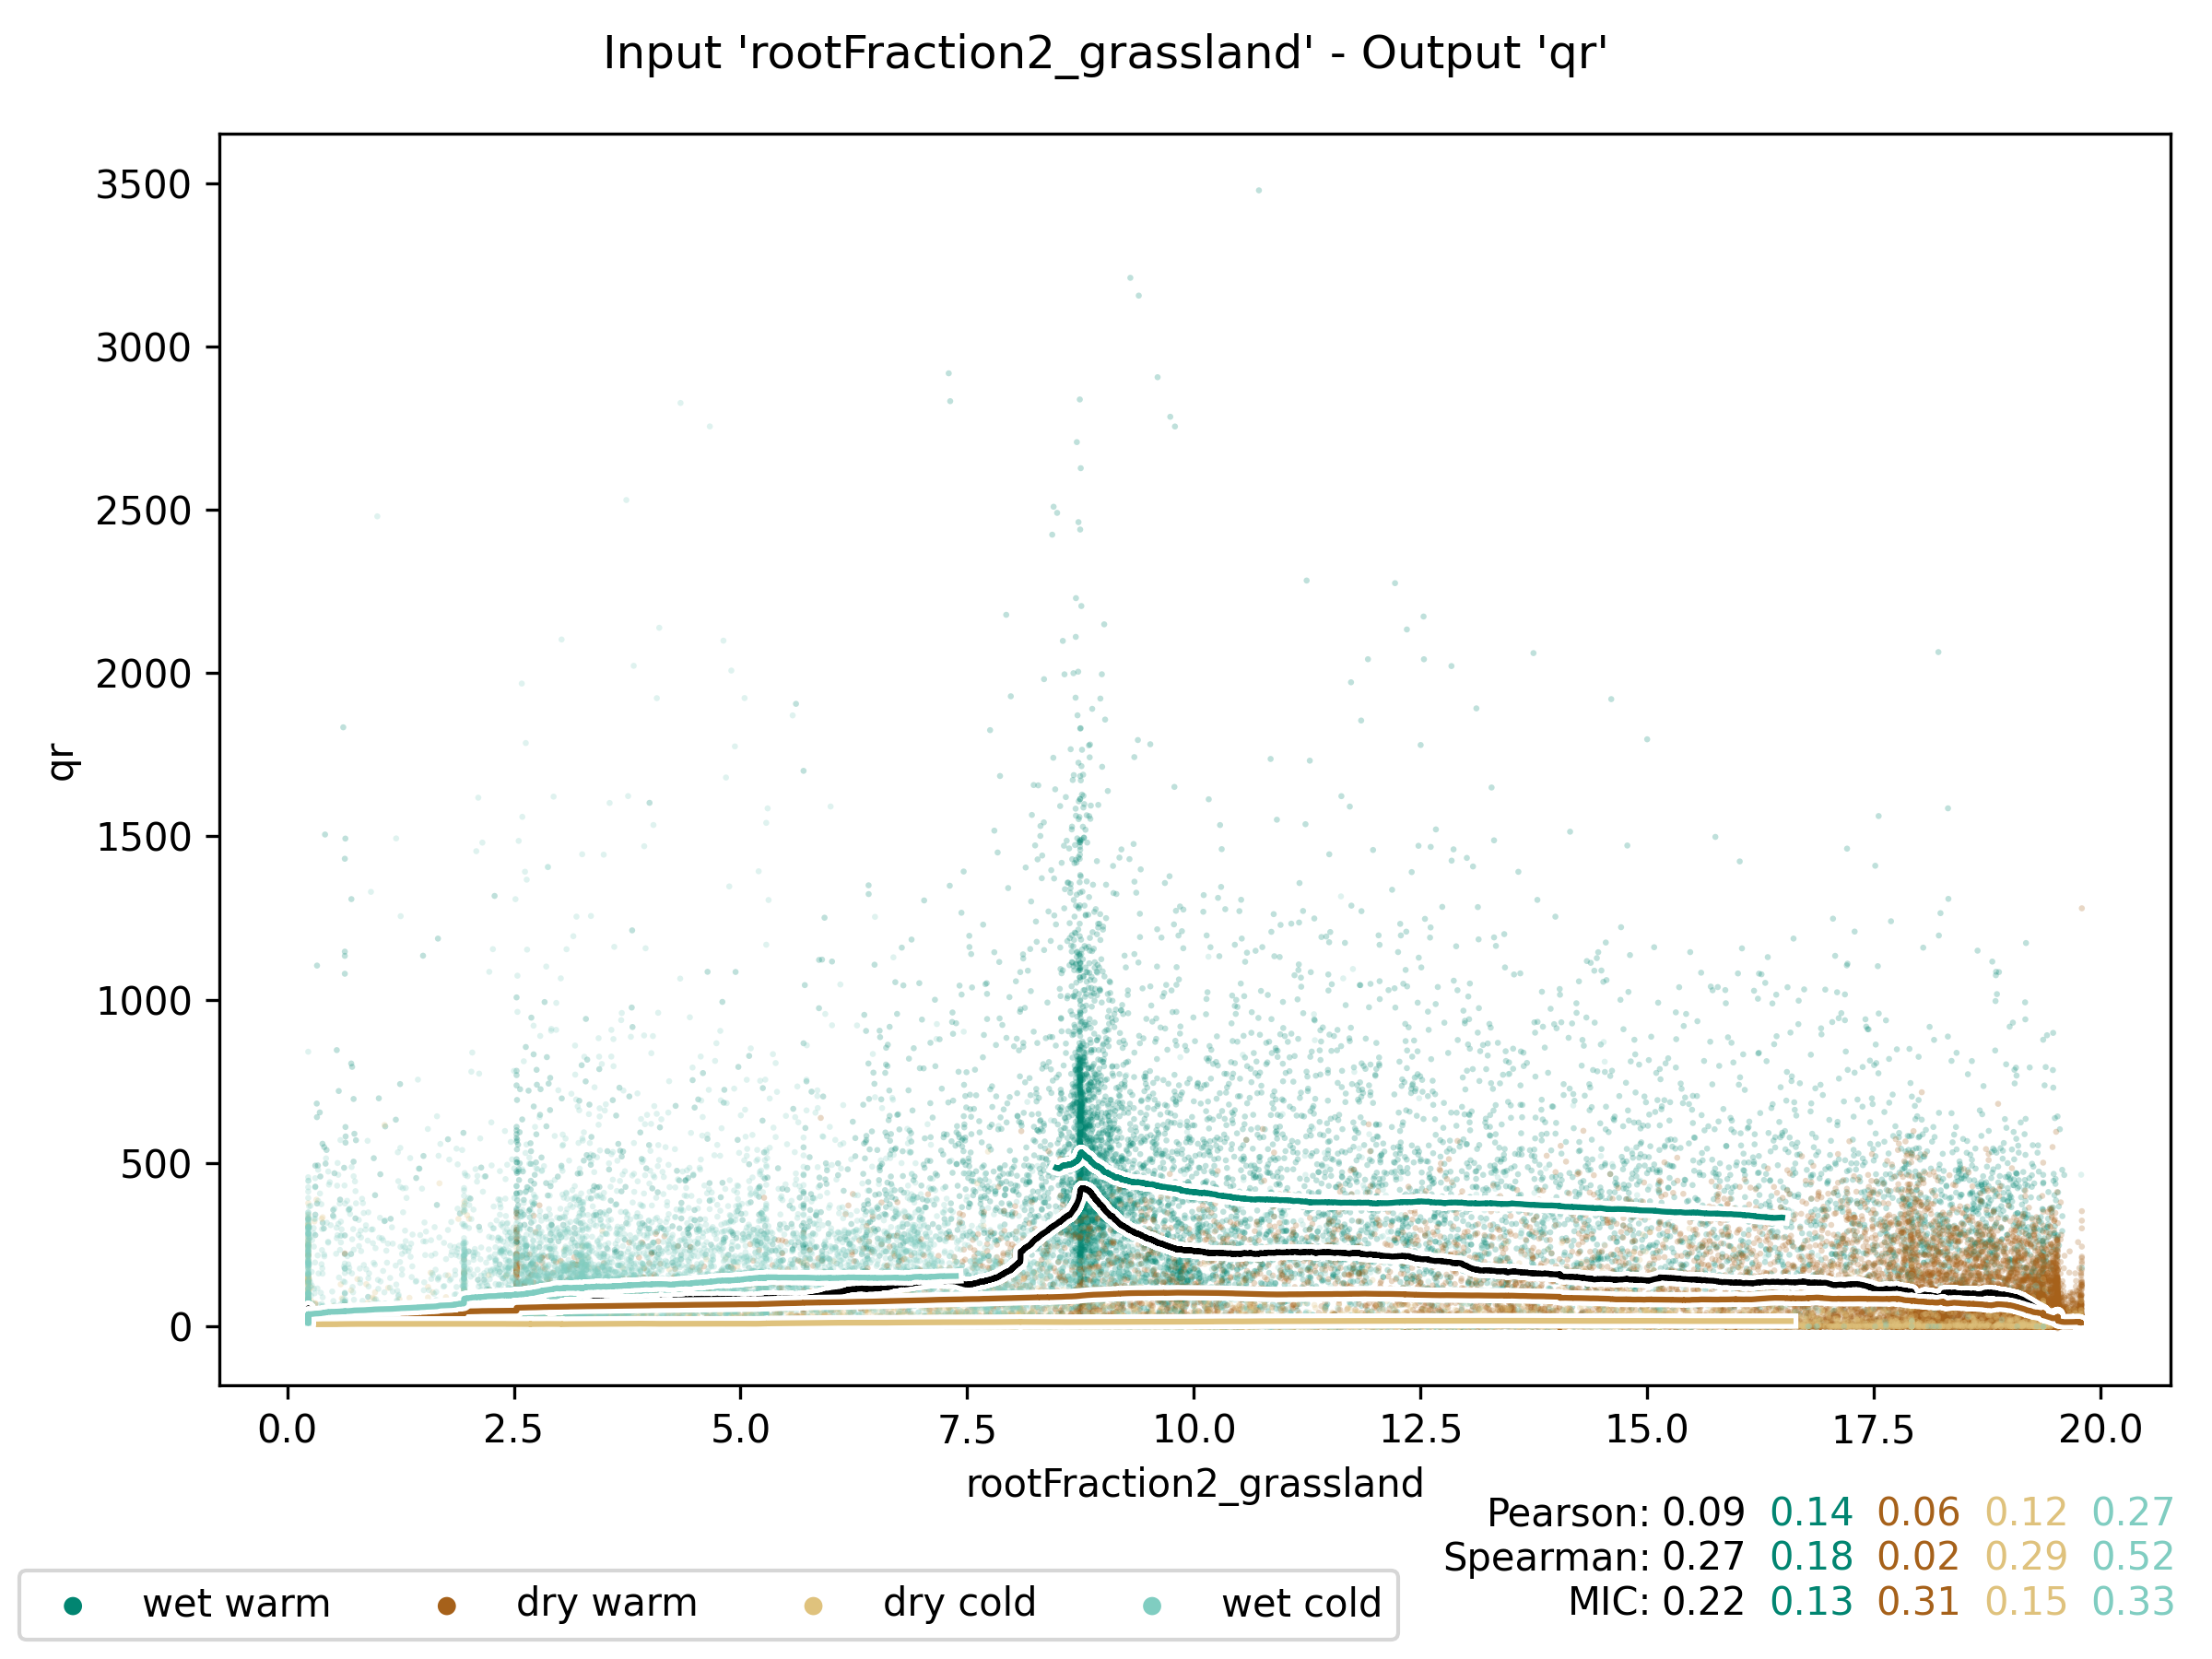 Input 'rootFraction2_grassland' - Output 'qr'
3500
3000
2500
2000
1500
1000
500
0
qr
0.0 2.5 5.0 7.5 10.0 12.5 15.0 17.5 20.0
rootFraction2_grassland
Pearson: 0.09 0.14 0.06 0.12 0.27
Spearman: 0.27 0.18 0.02 0.29 0.52
MIC: 0.22 0.13 0.31 0.15 0.33
wet warm dry warm dry cold wet cold